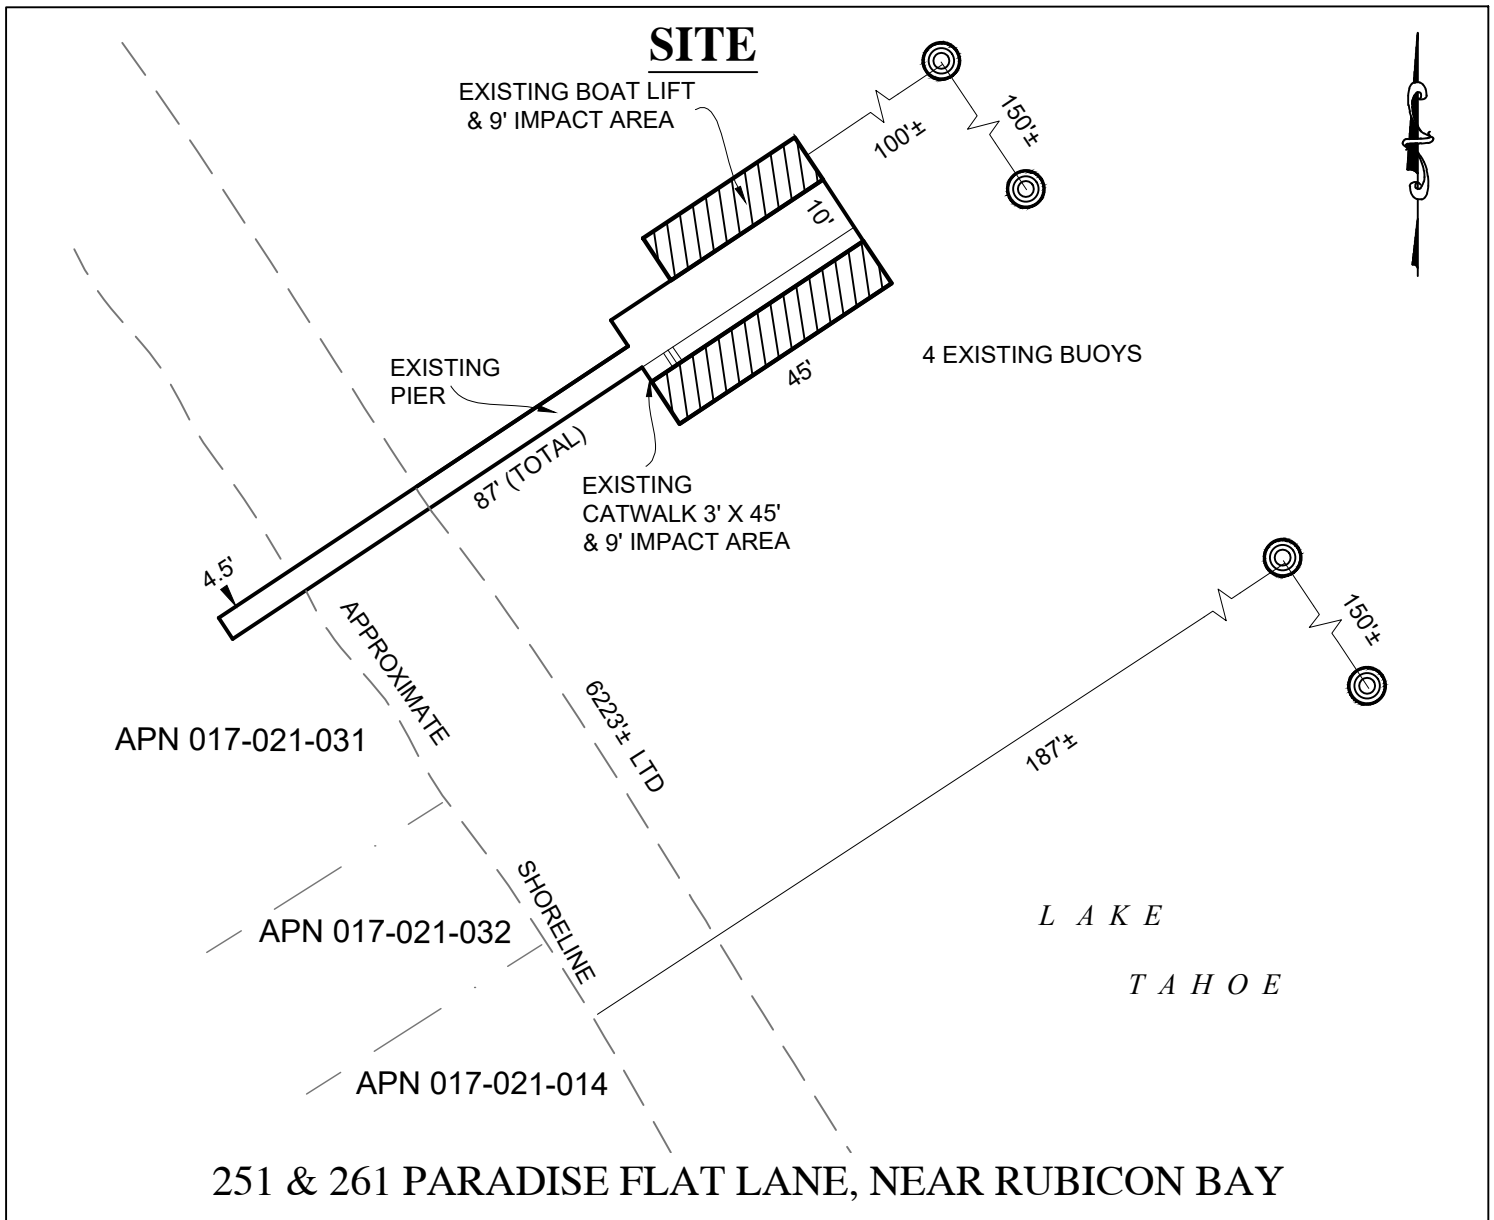 SITE
EXISTING BOAT LIFT
& 9' IMPACT AREA
100'±
150'±
10'
4 EXISTING BUOYS
45'
EXISTING
PIER
87' (TOTAL)
EXISTING
CATWALK 3' X 45'
& 9' IMPACT AREA
4.5'
APPROXIMATE
SHORELINE
6223'± LTD
150'±
187'±
APN 017-021-031
APN 017-021-032
APN 017-021-014
LAKE
TAHOE
251 & 261 PARADISE FLAT LANE, NEAR RUBICON BAY